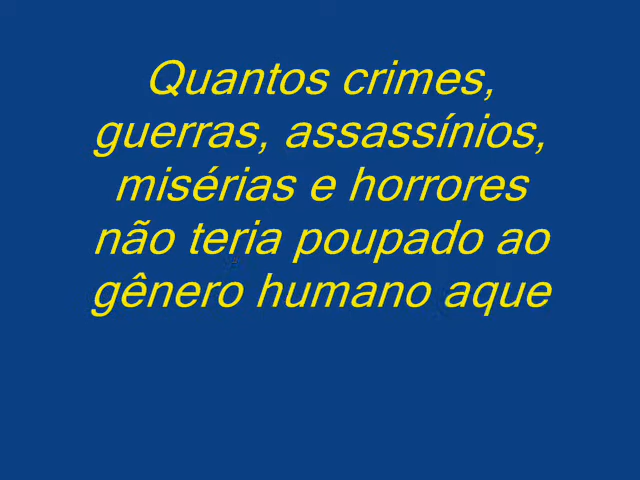 Quantos crimes,
guerras, assassínios,
misérias e horrores
não teria poupado ao
gênero humano aque